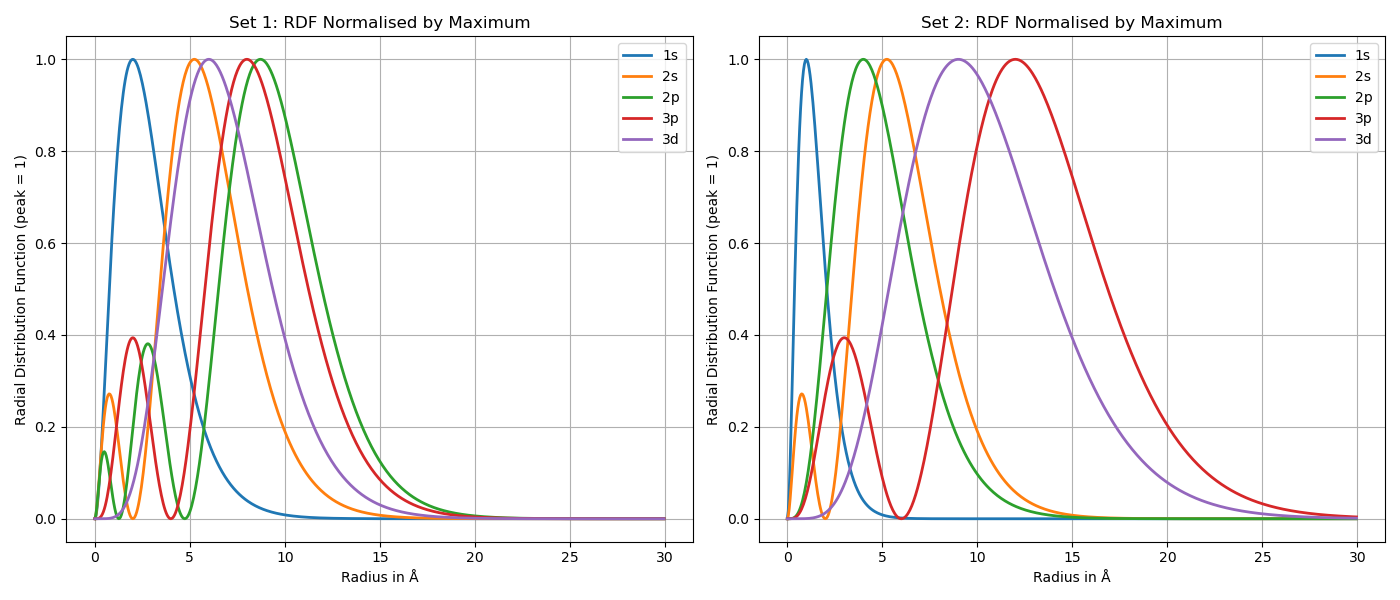 Set 1: RDF Normalised by Maximum
Radial Distribution Function (peak = 1)
1.0
0.8
0.6
0.4
0.2
0.0
1s
2s
2p
3p
3d
0 5 10 15 20 25 30
Radius in Å
Set 2: RDF Normalised by Maximum
Radial Distribution Function (peak = 1)
1.0
0.8
0.6
0.4
0.2
0.0
1s
2s
2p
3p
3d
0 5 10 15 20 25 30
Radius in Å